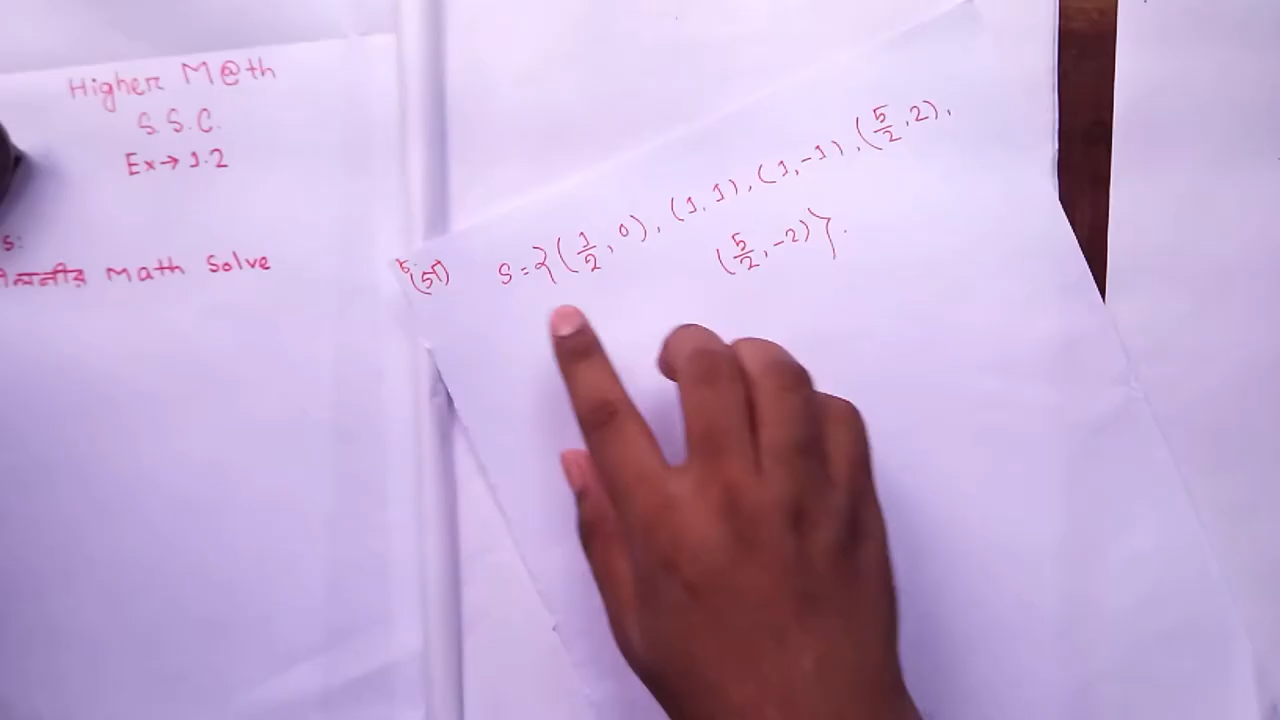 Higher M@th
S.S.C.
Ex→1.2
s:
Math Solve
5.
(গ) S = {(1/2, 0), (1, 1), (1, -1), (5/2, 2),
(5/2, -2)}.